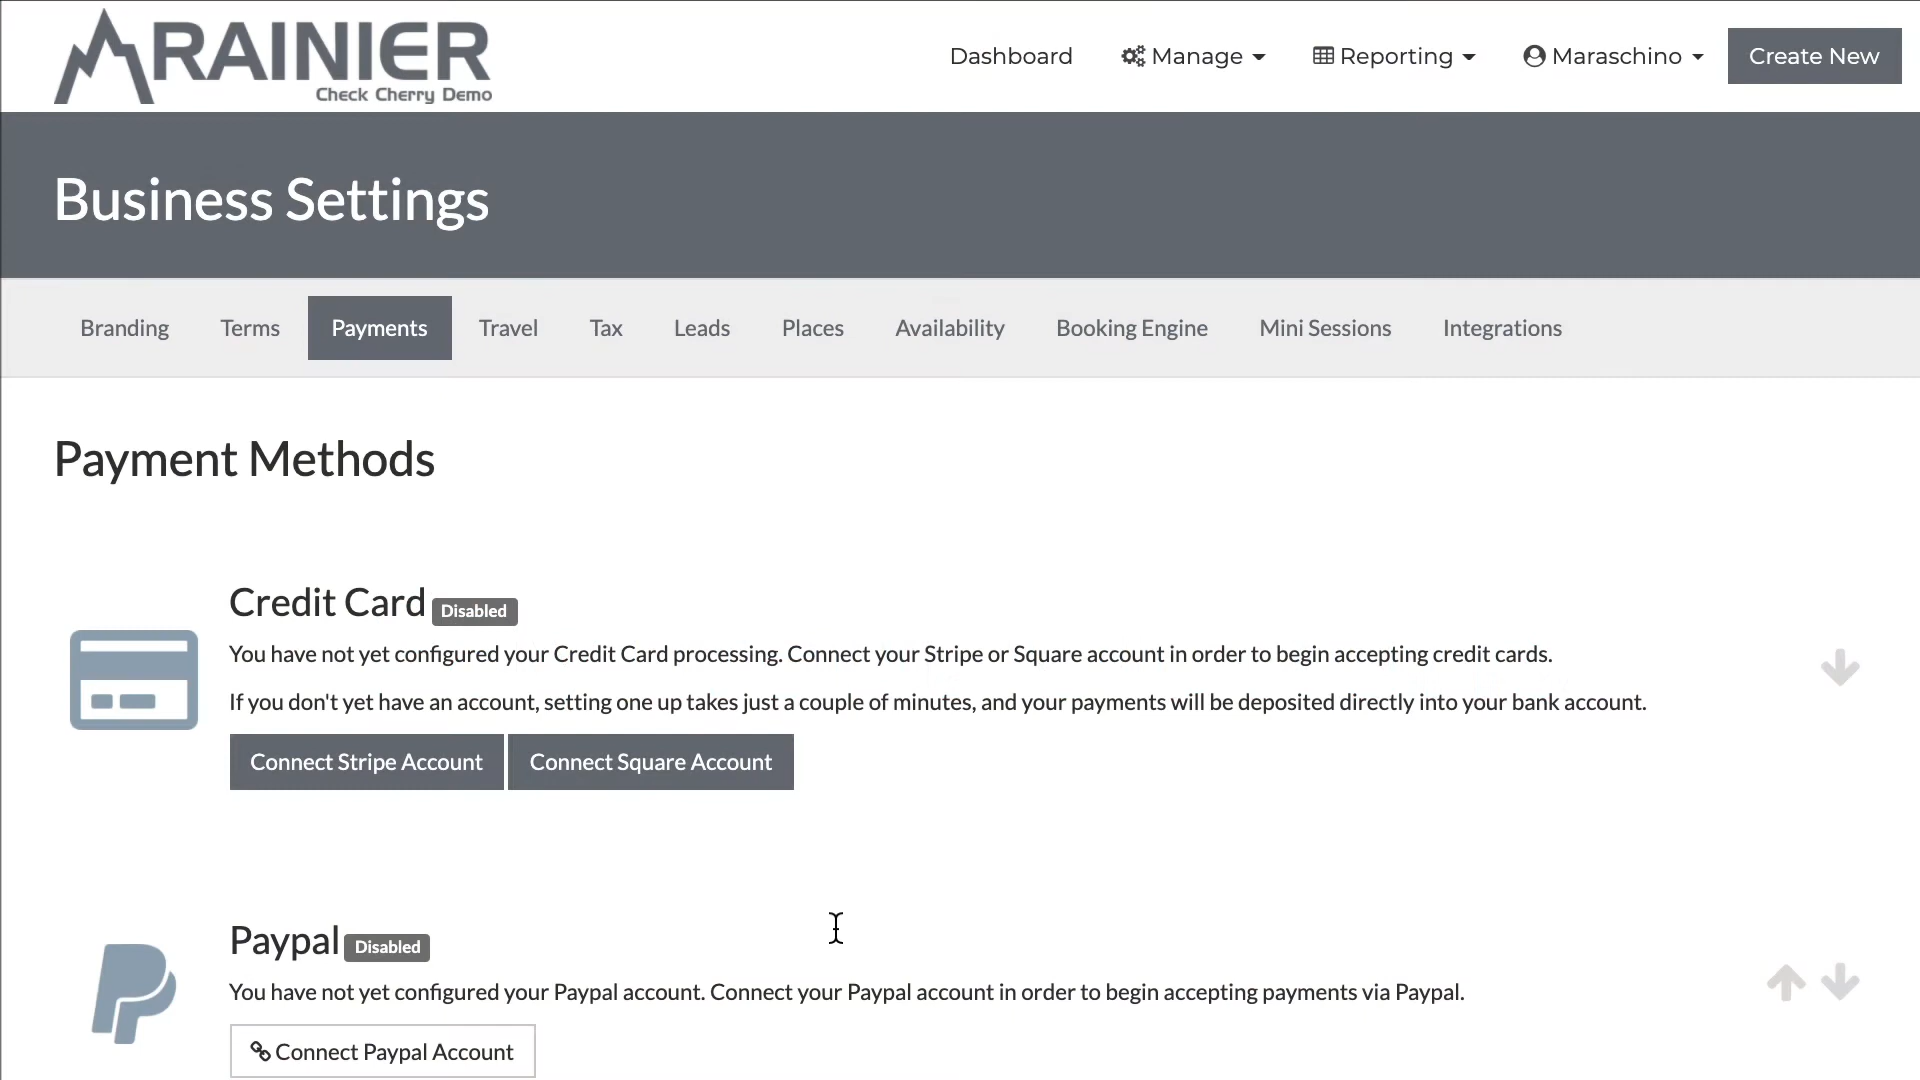 RAINIER
Check Cherry Demo
Dashboard Manage Reporting Maraschino Create New
Business Settings
Branding Terms Payments Travel Tax Leads Places Availability Booking Engine Mini Sessions Integrations
Payment Methods
Credit Card Disabled
You have not yet configured your Credit Card processing. Connect your Stripe or Square account in order to begin accepting credit cards.
If you don't yet have an account, setting one up takes just a couple of minutes, and your payments will be deposited directly into your bank account.
Connect Stripe Account Connect Square Account
Paypal Disabled
You have not yet configured your Paypal account. Connect your Paypal account in order to begin accepting payments via Paypal.
Connect Paypal Account